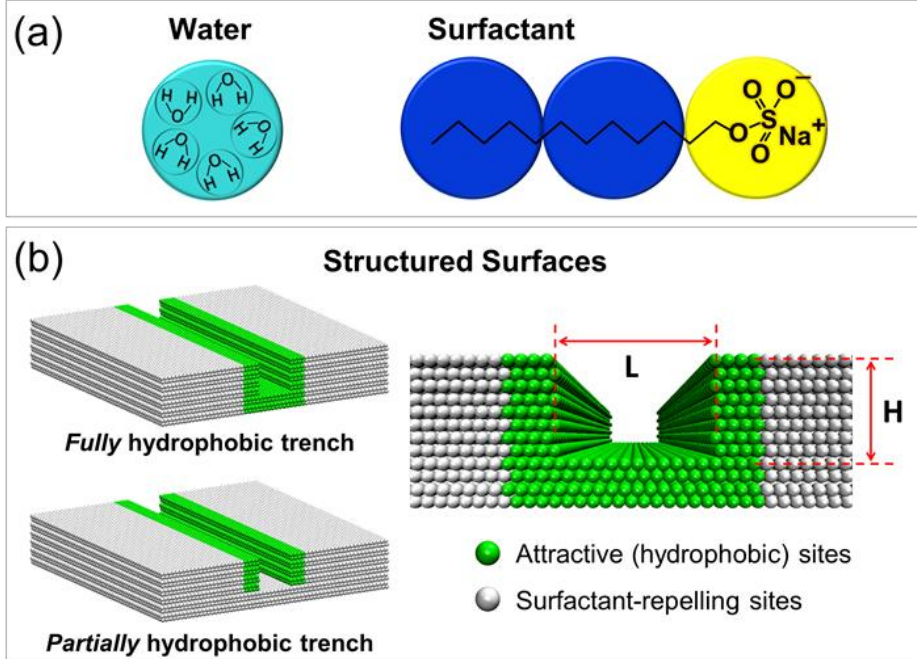 (a)
Water
Surfactant
H H
O
O
H H
O
H
H
O
H H
O
H H
O O⁻
O S
Na⁺
O
(b)
Structured Surfaces
L
H
Fully hydrophobic trench
Attractive (hydrophobic) sites
Surfactant-repelling sites
Partially hydrophobic trench